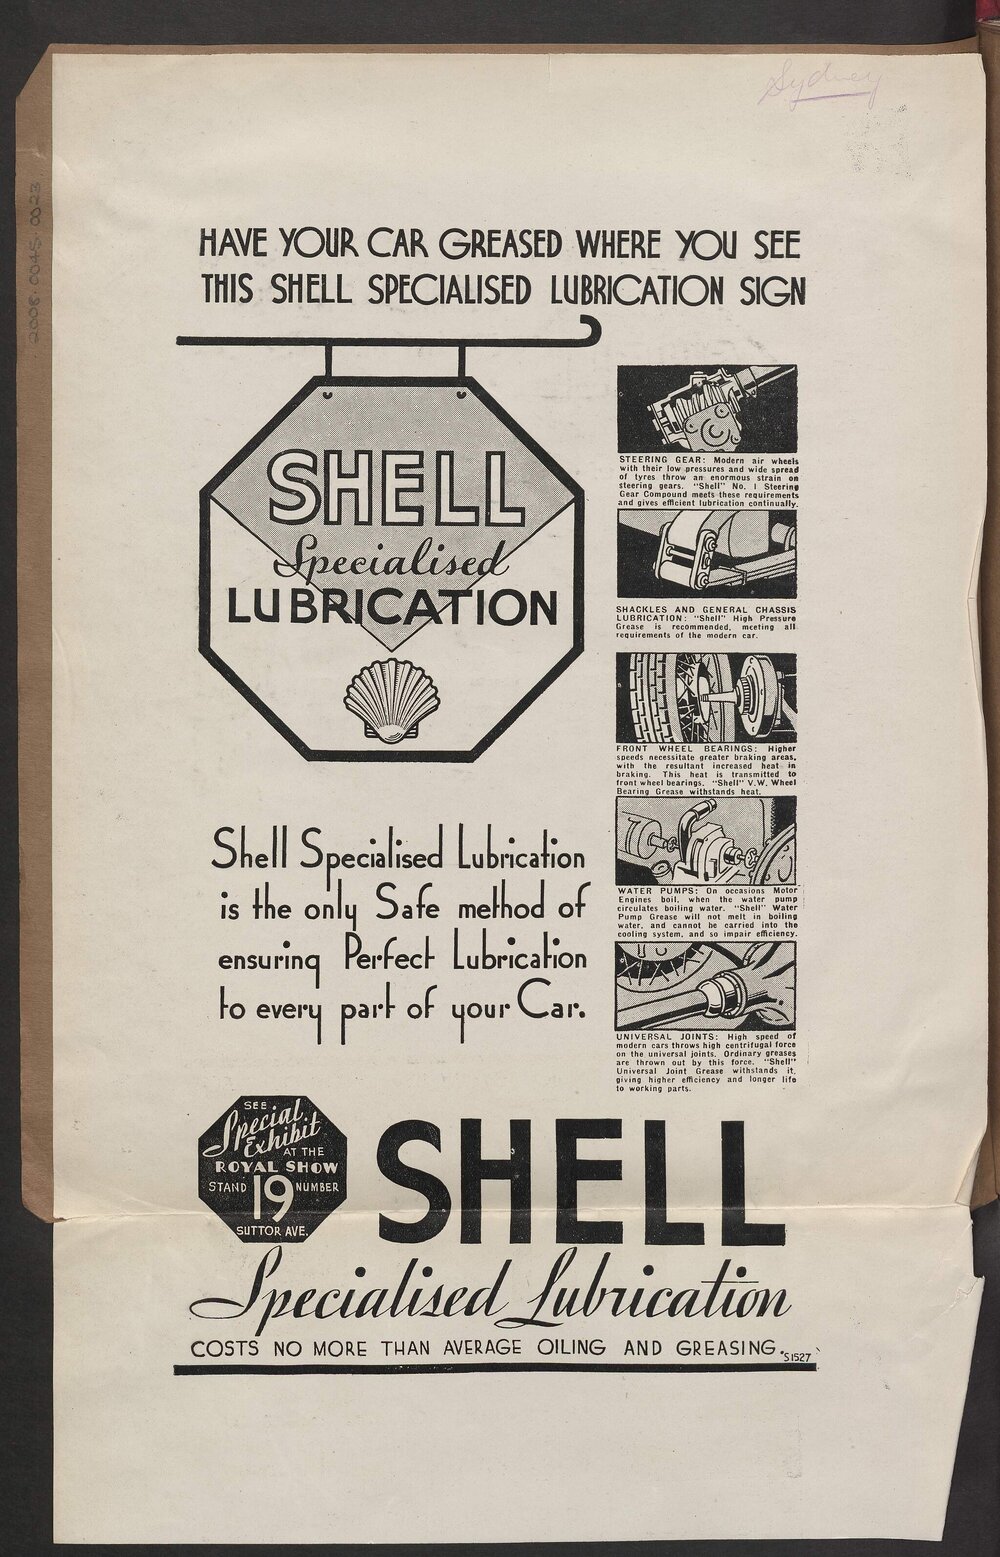 Sydney
2008.0045.0023
HAVE YOUR CAR GREASED WHERE YOU SEE
THIS SHELL SPECIALISED LUBRICATION SIGN
SHELL
Specialised
LUBRICATION
STEERING GEAR: Modern air wheels
with their low pressures and wide spread
of tyres throw an enormous strain on
steering gears. "Shell" No. 1 Steering
Gear Compound meets these requirements
and gives efficient lubrication continually.
SHACKLES AND GENERAL CHASSIS
LUBRICATION: "Shell" High Pressure
Grease is recommended, meeting all
requirements of the modern car.
FRONT WHEEL BEARINGS: Higher
speeds necessitate greater braking areas,
with the resultant increased heat in
braking. This heat is transmitted to
front wheel bearings. "Shell" V.W. Wheel
Bearing Grease withstands heat.
WATER PUMPS: On occasions Motor
Engines boil, when the water pump
circulates boiling water. "Shell" Water
Pump Grease will not melt in boiling
water, and cannot be carried into the
cooling system, and so impair efficiency.
UNIVERSAL JOINTS: High speed of
modern cars throws high centrifugal force
on the universal joints. Ordinary greases
are thrown out by this force. "Shell"
Universal Joint Grease withstands it,
giving higher efficiency and longer life
to working parts.
Shell Specialised Lubrication
is the only Safe method of
ensuring Perfect Lubrication
to every part of your Car.
SEE
Special
Exhibit
AT THE
ROYAL SHOW
STAND 19 NUMBER
SUTTOR AVE.
SHELL
Specialised Lubrication
COSTS NO MORE THAN AVERAGE OILING AND GREASING.
S1527